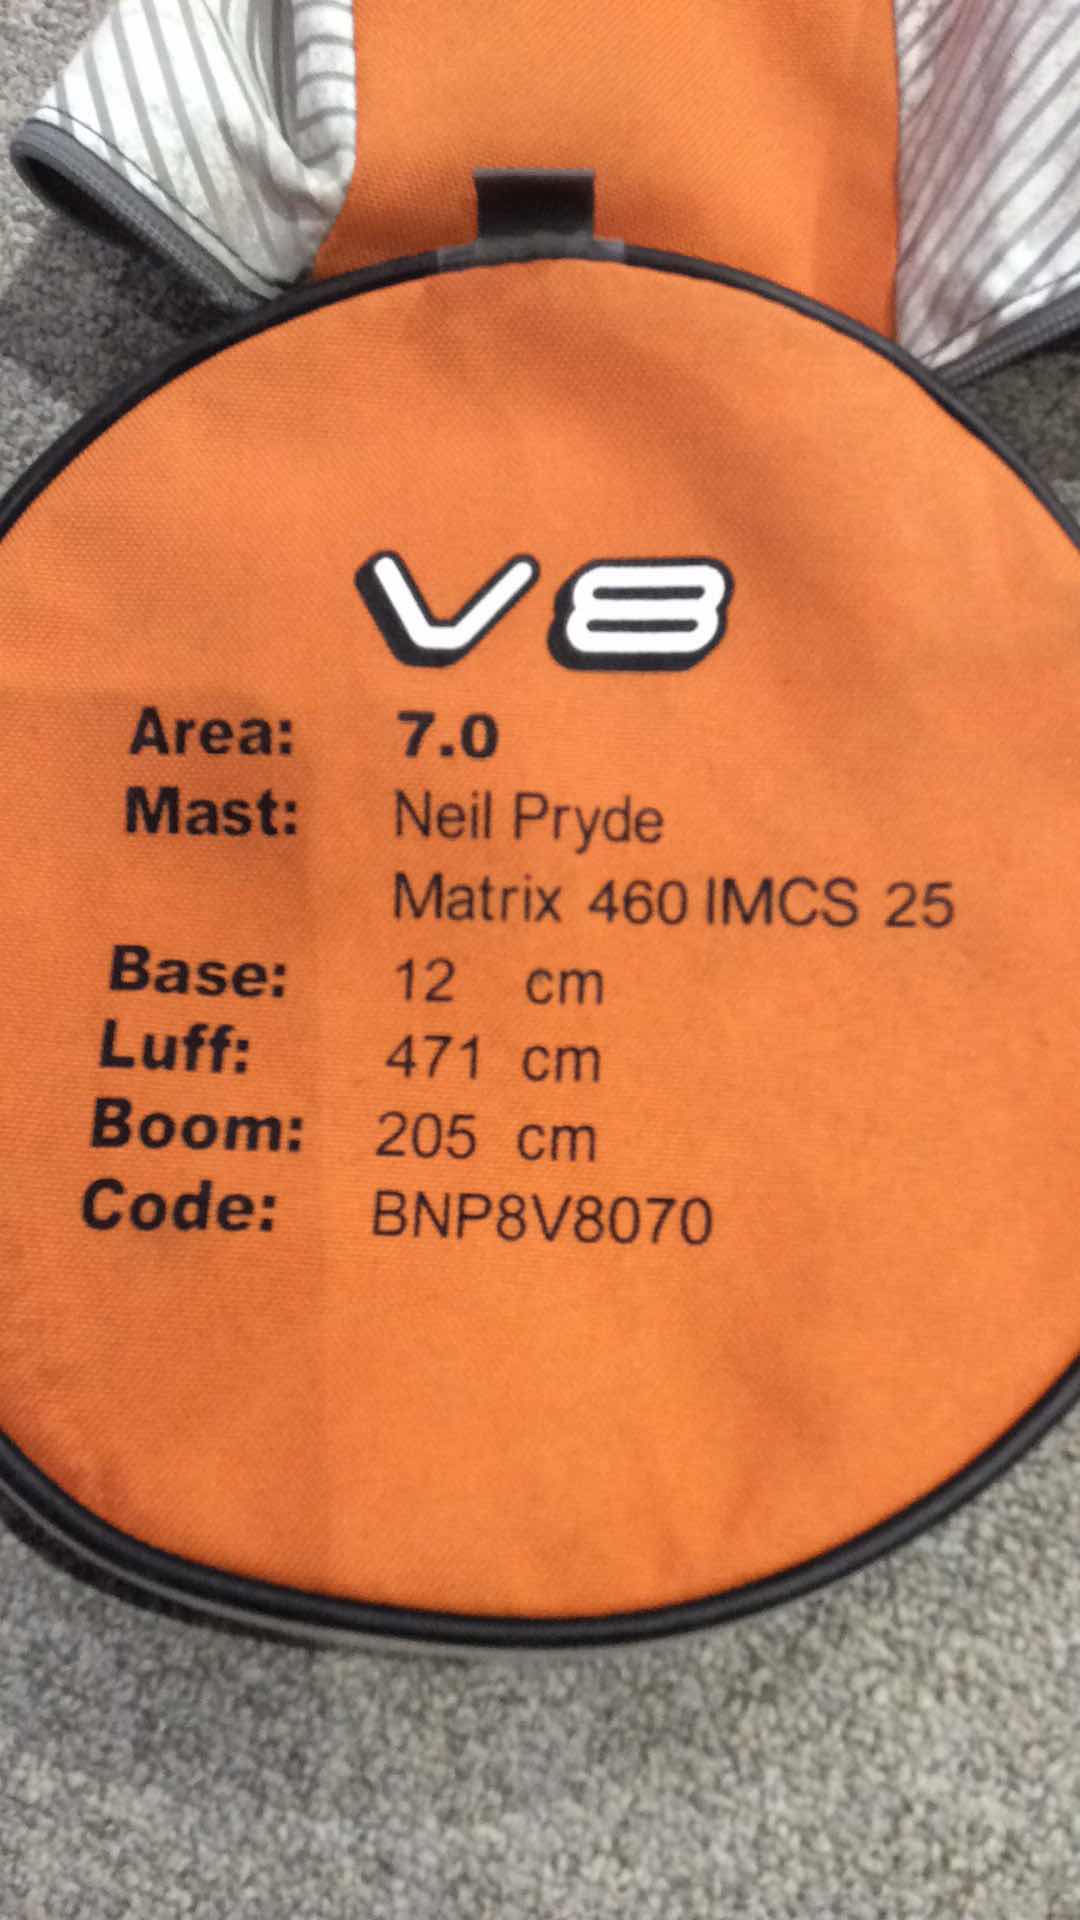 V8
Area: 7.0
Mast: Neil Pryde
Matrix 460 IMCS 25
Base: 12 cm
Luff: 471 cm
Boom: 205 cm
Code: BNP8V8070